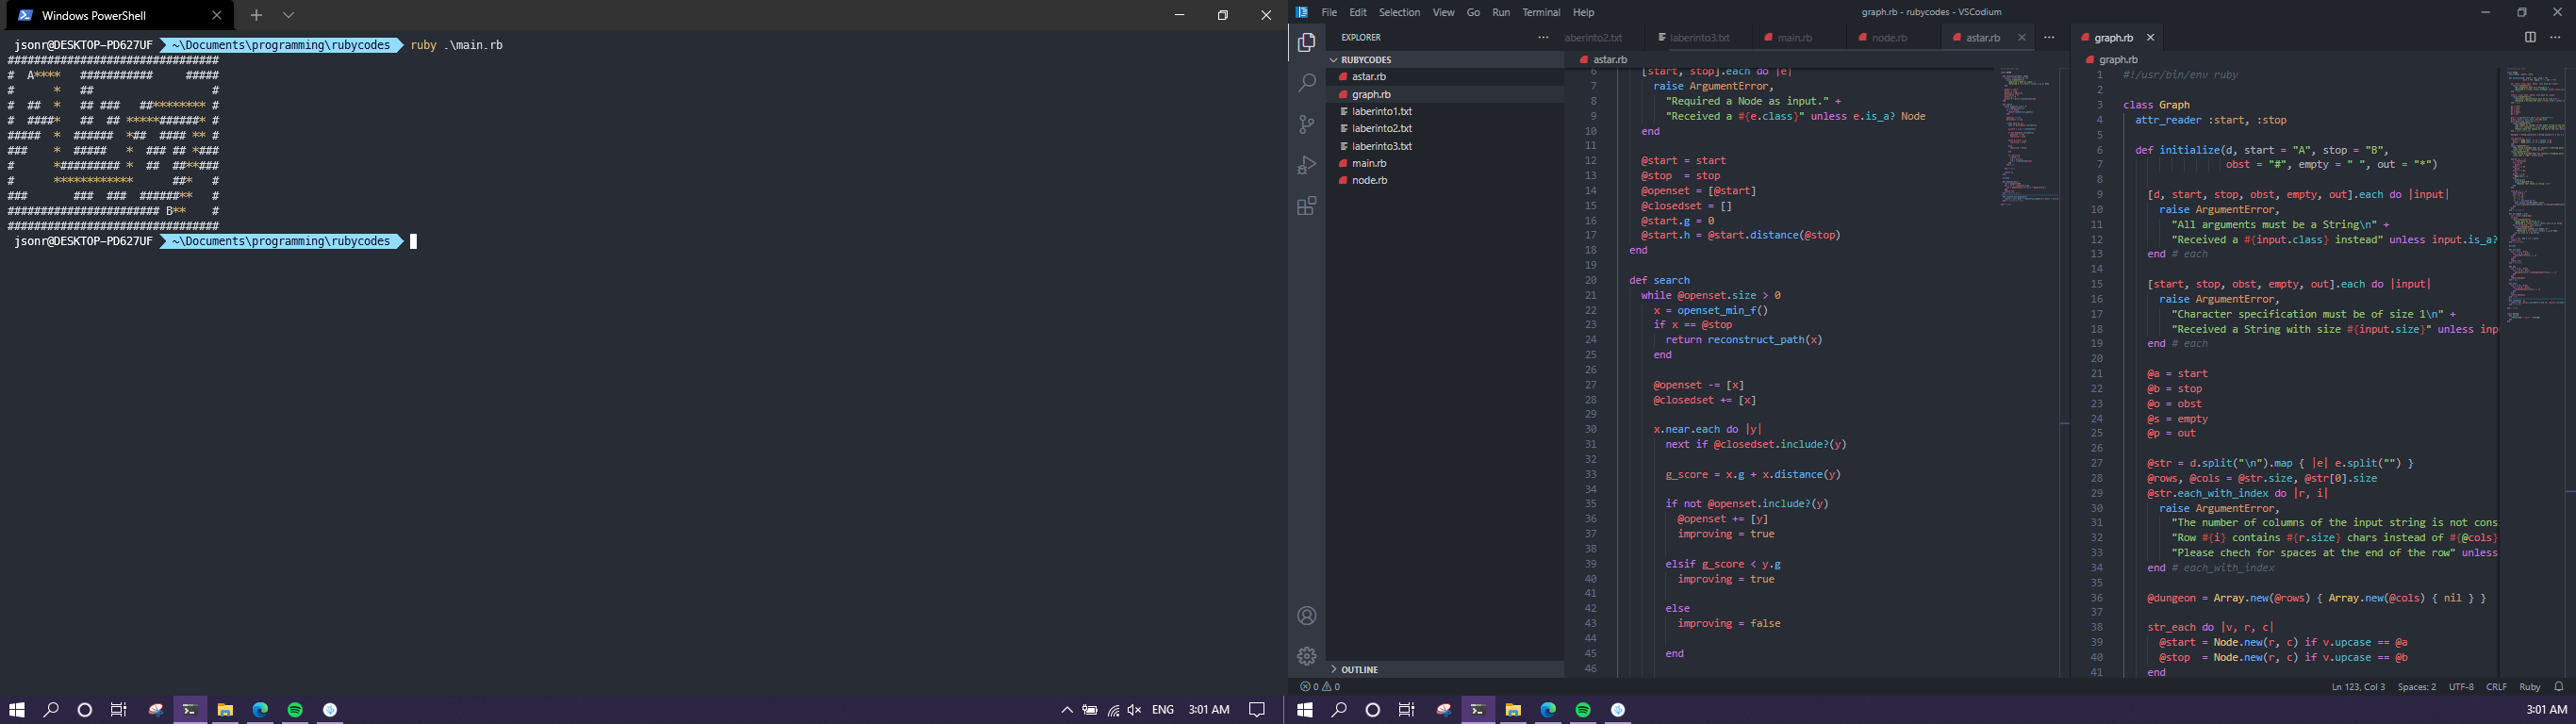 Windows PowerShell
jsonr@DESKTOP-PD627UF ~\Documents\programming\rubycodes ruby .\main.rb
################################
#  A****   ###########     #####
#      *   ##                  #
#  ##  *   ## ###   ##******** #
#  ####*   ##  ## *****######* #
#####  *  ######  *##  #### ** #
###    *  #####   *  ### ## *###
#      *######### *  ##  ##**###
#      ************      ##*   #
###       ###  ###  ######**   #
####################### B**    #
################################
jsonr@DESKTOP-PD627UF ~\Documents\programming\rubycodes
ENG 3:01 AM
File Edit Selection View Go Run Terminal Help
graph.rb - rubycodes - VSCodium
EXPLORER
RUBYCODES
astar.rb
graph.rb
laberinto1.txt
laberinto2.txt
laberinto3.txt
main.rb
node.rb
OUTLINE
aberinto2.txt laberinto3.txt main.rb node.rb astar.rb
astar.rb
6 [start, stop].each do |e|
7 raise ArgumentError,
8 "Required a Node as input." +
9 "Received a #{e.class}" unless e.is_a? Node
10 end
11
12 @start = start
13 @stop  = stop
14 @openset = [@start]
15 @closedset = []
16 @start.g = 0
17 @start.h = @start.distance(@stop)
18 end
19
20 def search
21 while @openset.size > 0
22 x = openset_min_f()
23 if x == @stop
24 return reconstruct_path(x)
25 end
26
27 @openset -= [x]
28 @closedset += [x]
29
30 x.near.each do |y|
31 next if @closedset.include?(y)
32
33 g_score = x.g + x.distance(y)
34
35 if not @openset.include?(y)
36 @openset += [y]
37 improving = true
38
39 elsif g_score < y.g
40 improving = true
41
42 else
43 improving = false
44
45 end
46
graph.rb
graph.rb
1 #!/usr/bin/env ruby
2
3 class Graph
4 attr_reader :start, :stop
5
6 def initialize(d, start = "A", stop = "B",
7 obst = "#", empty = " ", out = "*")
8
9 [d, start, stop, obst, empty, out].each do |input|
10 raise ArgumentError,
11 "All arguments must be a String\n" +
12 "Received a #{input.class} instead" unless input.is_a?
13 end # each
14
15 [start, stop, obst, empty, out].each do |input|
16 raise ArgumentError,
17 "Character specification must be of size 1\n" +
18 "Received a String with size #{input.size}" unless inp
19 end # each
20
21 @a = start
22 @b = stop
23 @o = obst
24 @s = empty
25 @p = out
26
27 @str = d.split("\n").map { |e| e.split("") }
28 @rows, @cols = @str.size, @str[0].size
29 @str.each_with_index do |r, i|
30 raise ArgumentError,
31 "The number of columns of the input string is not cons
32 "Row #{i} contains #{r.size} chars instead of #{@cols}
33 "Please chech for spaces at the end of the row" unless
34 end # each_with_index
35
36 @dungeon = Array.new(@rows) { Array.new(@cols) { nil } }
37
38 str_each do |v, r, c|
39 @start = Node.new(r, c) if v.upcase == @a
40 @stop  = Node.new(r, c) if v.upcase == @b
41 end
0 0
Ln 123, Col 3 Spaces: 2 UTF-8 CRLF Ruby
3:01 AM